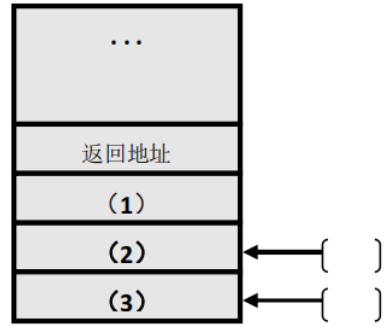 ...
返回地址
（1）
（2） [ ]
（3） [ ]